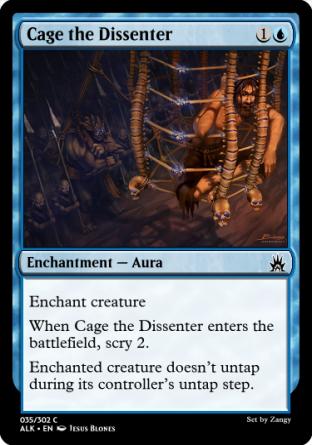 Cage the Dissenter 1
Enchantment — Aura
Enchant creature
When Cage the Dissenter enters the
battlefield, scry 2.
Enchanted creature doesn't untap
during its controller's untap step.
035/302 C
Set by Zangy
ALK • EN Jesus Blones